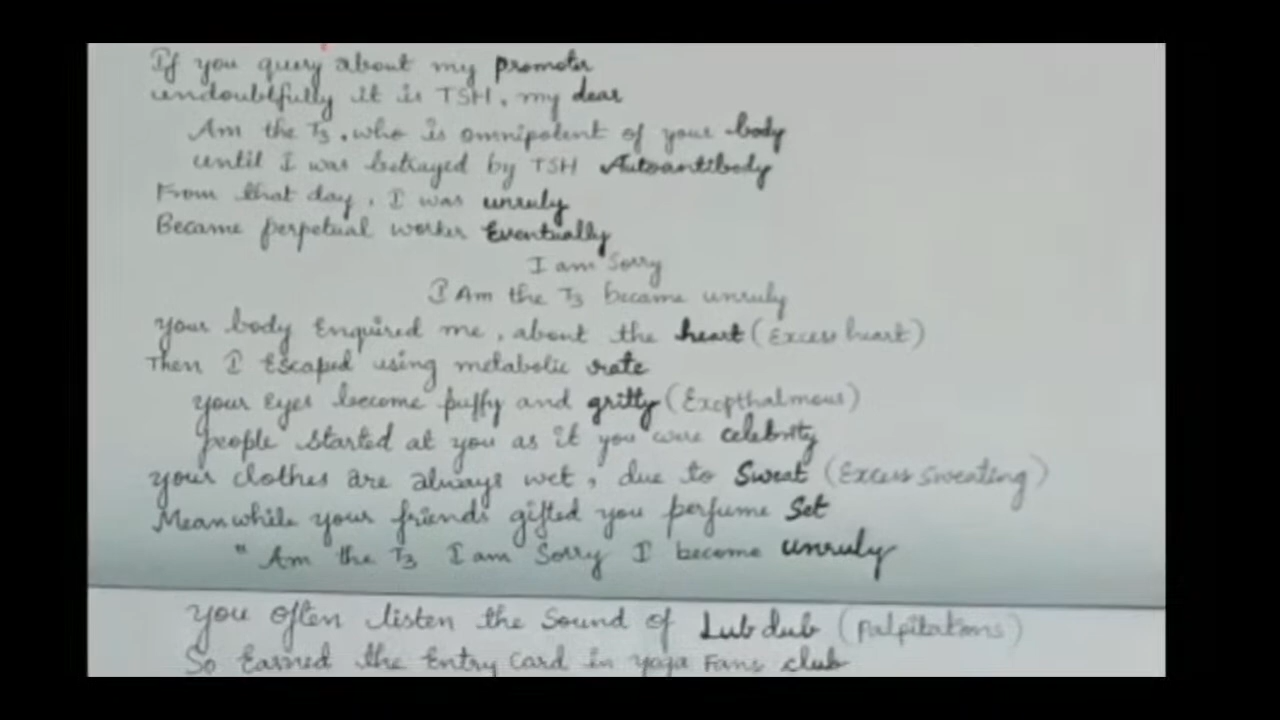 If you query about my promoter
undoubtfully it is TSH, my dear
Am the T3, who is omnipotent of your body
until I was betrayed by TSH Autoantibody
From that day, I was unruly
Became perpetual worker Eventually
I am Sorry
I Am the T3 became unruly
your body Enquired me, about the heart (Excess heart)
Then I Escaped using metabolic rate
your Eyes become puffy and gritty (Exopthalmous)
people started at you as it you were celebrity
your clothes are always wet, due to Sweat (Excess sweating)
Meanwhile your friends gifted you perfume Set
" Am the T3 I am Sorry I become unruly
you often listen the Sound of Lub dub (palpitations)
So Earned the Entry Card in yoga Fans club